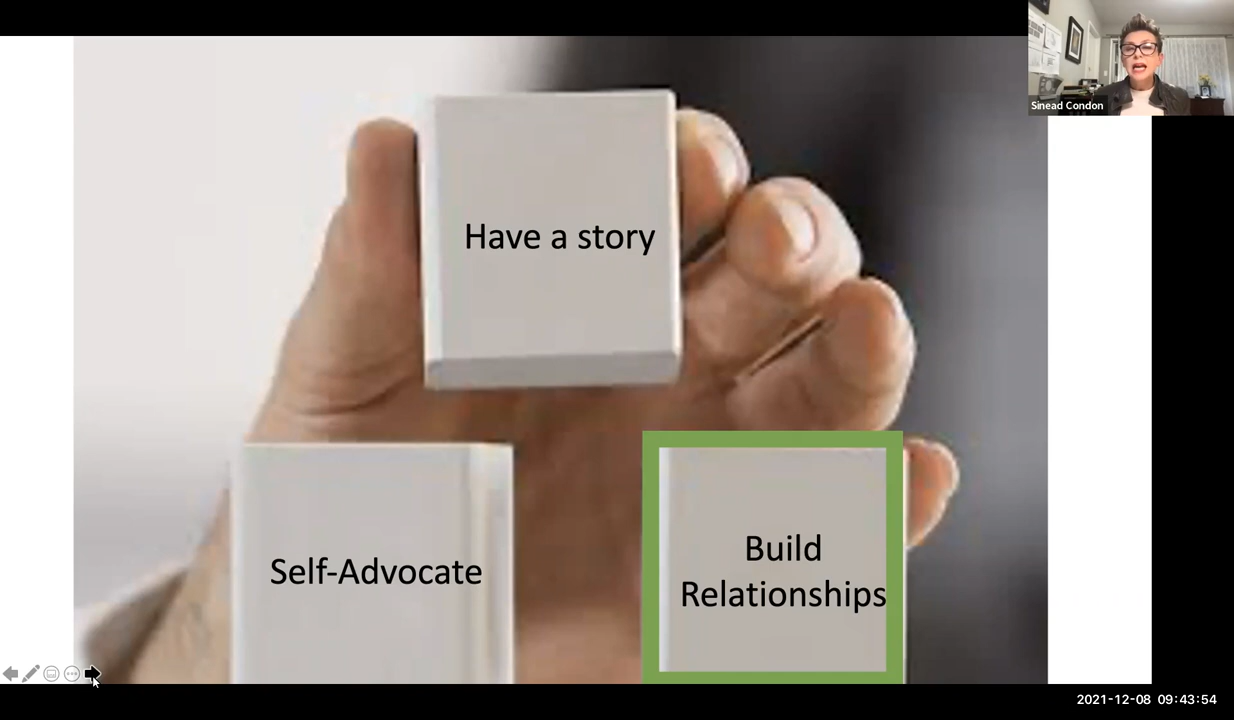 Sinead Condon
Have a story
Self-Advocate
Build
Relationships
2021-12-08 09:43:54